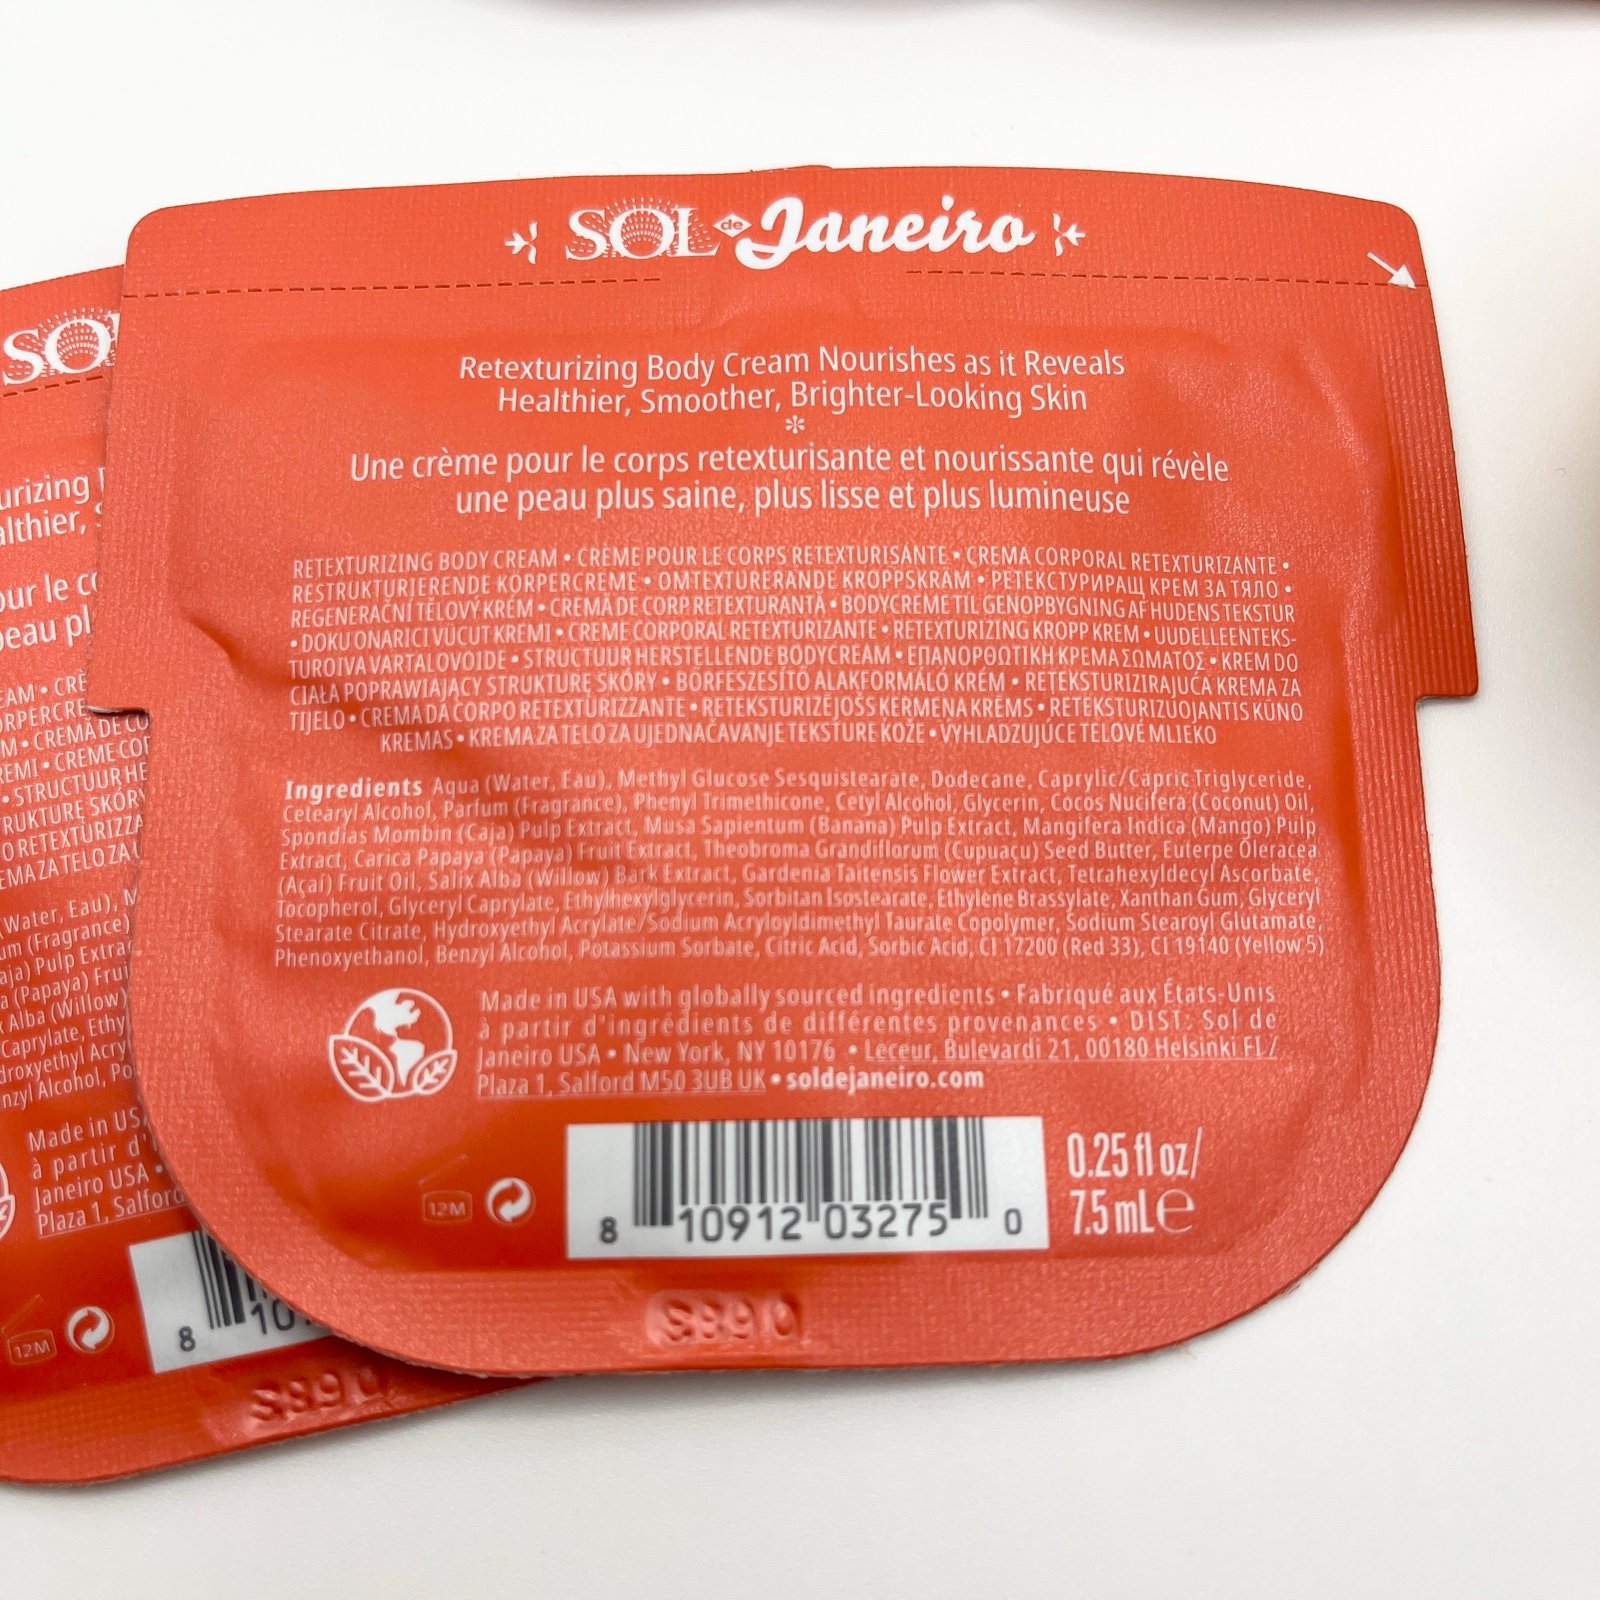 SOL de Janeiro
Retexturizing Body Cream Nourishes as it Reveals
Healthier, Smoother, Brighter-Looking Skin
*
Une crème pour le corps retexturisante et nourissante qui révèle
une peau plus saine, plus lisse et plus lumineuse
RETEXTURIZING BODY CREAM • CRÈME POUR LE CORPS RETEXTURISANTE • CREMA CORPORAL RETEXTURIZANTE •
RESTRUKTURIERENDE KÖRPERCREME • OMTEXTURERANDE KROPPSKRÄM • РЕТЕКСТУРИРАЩ КРЕМ ЗА ТЯЛО •
REGENERAČNÍ TĚLOVÝ KRÉM • CREMĂ DE CORP RETEXTURANTĂ • BODYCREME TIL GENOPBYGNING AF HUDENS TEKSTUR
• DOKU ONARICI VÜCUT KREMİ • CREME CORPORAL RETEXTURIZANTE • RETEXTURIZING KROPP KREM • UUDELLEENTEKS-
TUROIVA VARTALOVOIDE • STRUCTUUR HERSTELLENDE BODYCREAM • ΕΠΑΝΟΡΘΩΤΙΚΗ ΚΡΕΜΑ ΣΩΜΑΤΟΣ • KREM DO
CIAŁA POPRAWIAJĄCY STRUKTURĘ SKÓRY • BŐRFESZESÍTŐ ALAKFORMÁLÓ KRÉM • RETEKSTURIZIRAJUĆA KREMA ZA
TIJELO • CREMA DA CORPO RETEXTURIZZANTE • RETEKSTURIZĒJOŠS ĶERMEŅA KRĒMS • RETEKSTURIZUOJANTIS KŪNO
KREMAS • KREMA ZA TELO ZA UJEDNAČAVANJE TEKSTURE KOŽE • VYHLADZUJÚCE TELOVÉ MLIEKO
Ingredients Aqua (Water, Eau), Methyl Glucose Sesquistearate, Dodecane, Caprylic/Capric Triglyceride,
Cetearyl Alcohol, Parfum (Fragrance), Phenyl Trimethicone, Cetyl Alcohol, Glycerin, Cocos Nucifera (Coconut) Oil,
Spondias Mombin (Caja) Pulp Extract, Musa Sapientum (Banana) Pulp Extract, Mangifera Indica (Mango) Pulp
Extract, Carica Papaya (Papaya) Fruit Extract, Theobroma Grandiflorum (Cupuaçu) Seed Butter, Euterpe Oleracea
(Açaí) Fruit Oil, Salix Alba (Willow) Bark Extract, Gardenia Taitensis Flower Extract, Tetrahexyldecyl Ascorbate,
Tocopherol, Glyceryl Caprylate, Ethylhexylglycerin, Sorbitan Isostearate, Ethylene Brassylate, Xanthan Gum, Glyceryl
Stearate Citrate, Hydroxyethyl Acrylate/Sodium Acryloyldimethyl Taurate Copolymer, Sodium Stearoyl Glutamate,
Phenoxyethanol, Benzyl Alcohol, Potassium Sorbate, Citric Acid, Sorbic Acid, CI 17200 (Red 33), CI 19140 (Yellow 5)
Made in USA with globally sourced ingredients • Fabriqué aux États-Unis
à partir d'ingrédients de différentes provenances • DIST: Sol de
Janeiro USA • New York, NY 10176 • Leceur, Bulevardi 21, 00180 Helsinki FI /
Plaza 1, Salford M50 3UB UK • soldejaneiro.com
12M
8 10912 03275 0
0.25 fl oz/
7.5 mL ℮